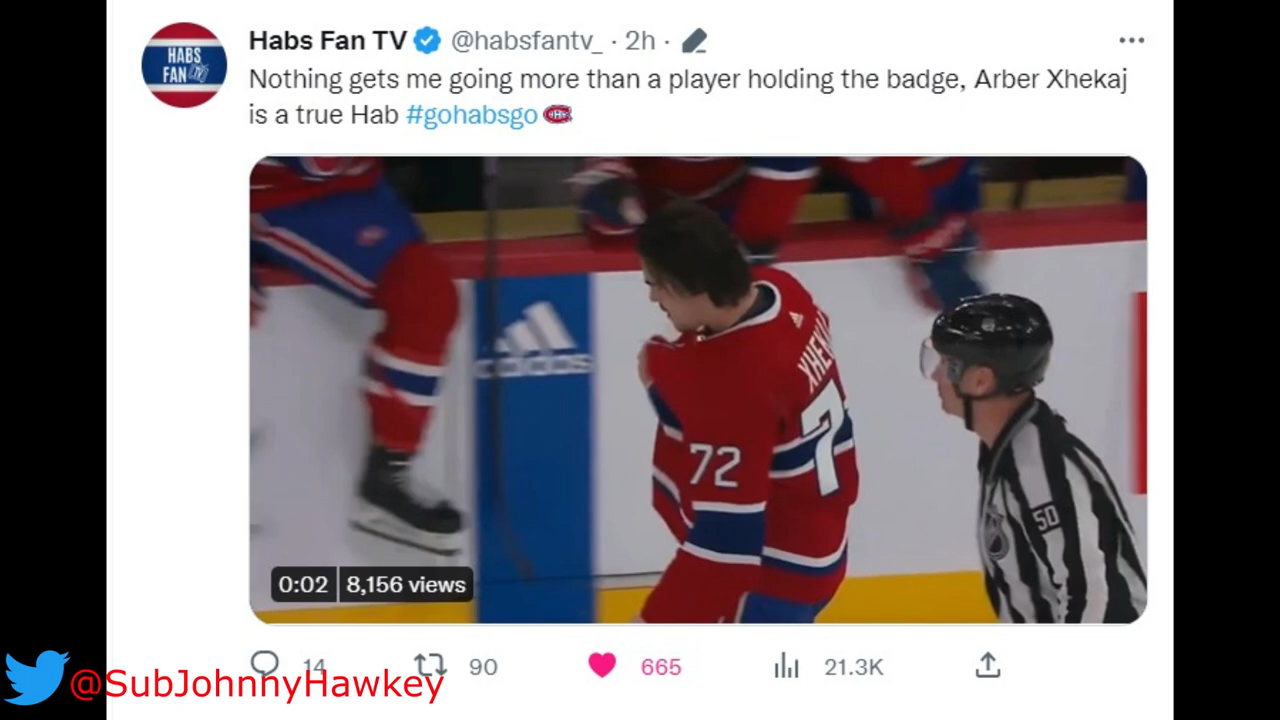 HABS
FAN
Habs Fan TV @habsfantv_ · 2h ·
Nothing gets me going more than a player holding the badge, Arber Xhekaj
is a true Hab #gohabsgo
adidas
72
7
50
0:02 8,156 views
14 90 665 21.3K
@SubJohnnyHawkey